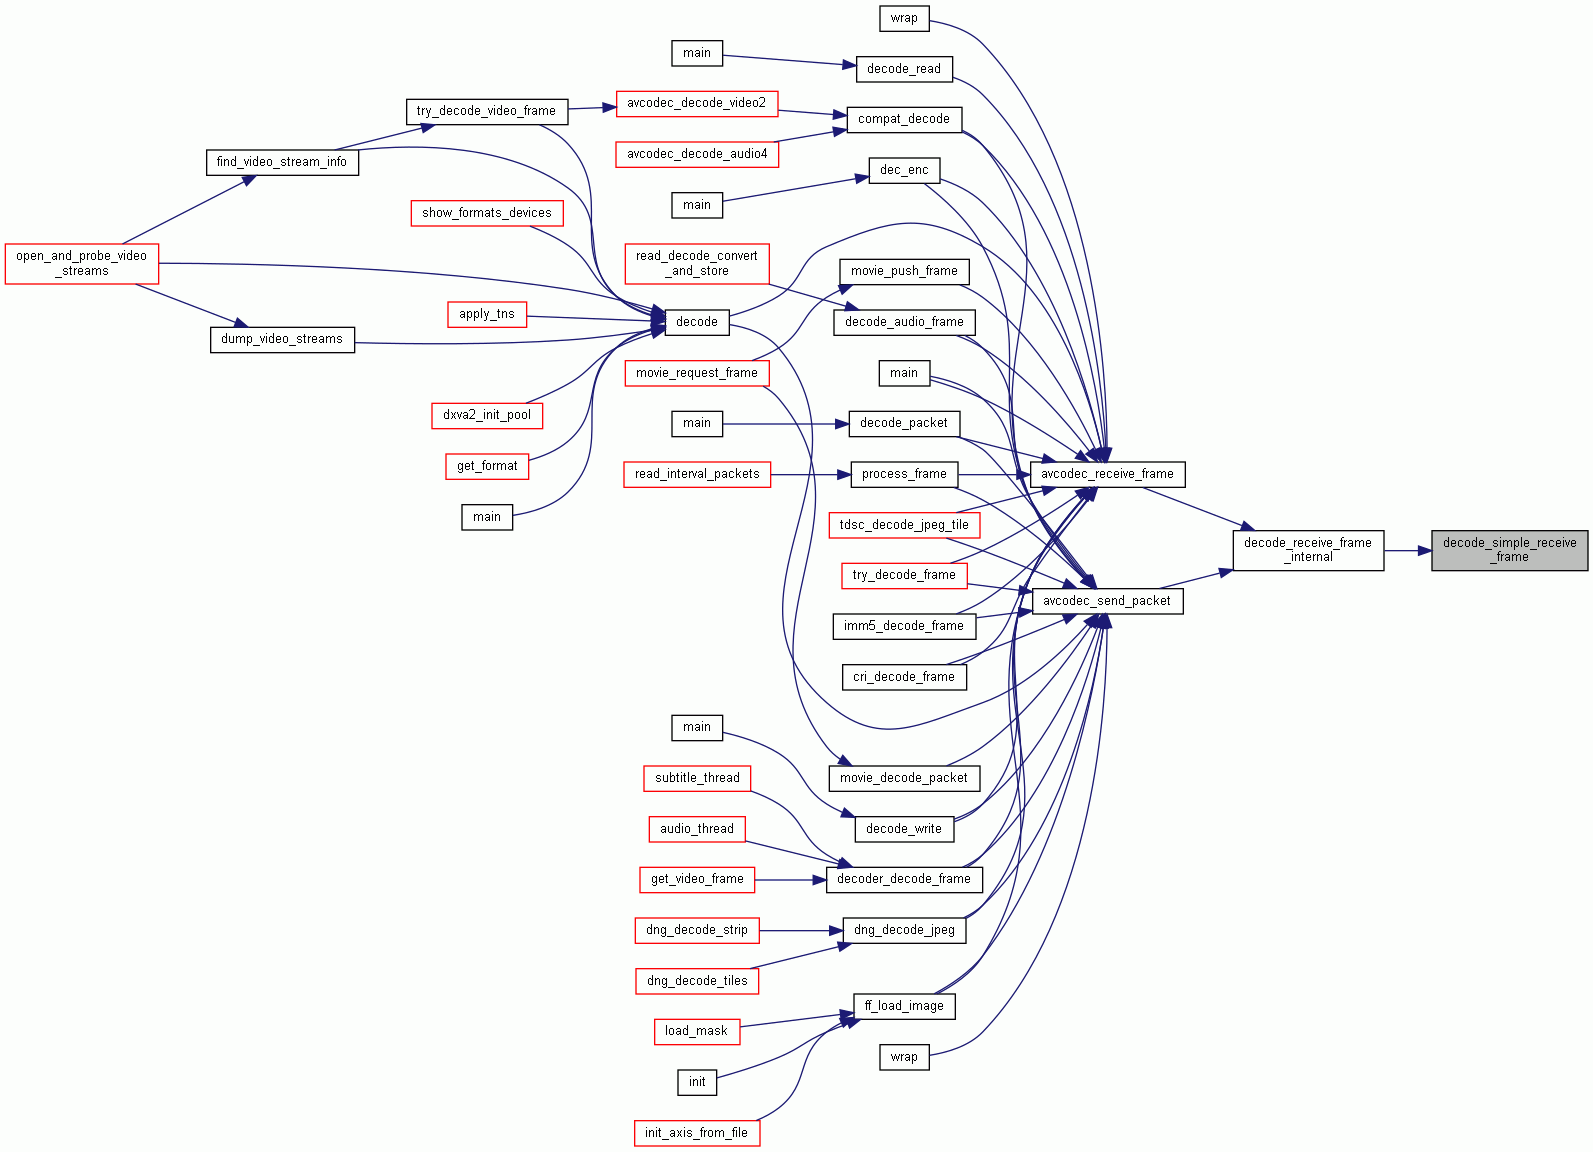 wrap
main
decode_read
avcodec_decode_video2
try_decode_video_frame
compat_decode
avcodec_decode_audio4
find_video_stream_info
dec_enc
main
show_formats_devices
open_and_probe_video
_streams
read_decode_convert
_and_store
movie_push_frame
apply_tns
decode
decode_audio_frame
dump_video_streams
movie_request_frame
main
dxva2_init_pool
main
decode_packet
get_format
read_interval_packets
process_frame
avcodec_receive_frame
main
tdsc_decode_jpeg_tile
decode_receive_frame
_internal
decode_simple_receive
_frame
try_decode_frame
avcodec_send_packet
imm5_decode_frame
cri_decode_frame
main
subtitle_thread
movie_decode_packet
audio_thread
decode_write
get_video_frame
decoder_decode_frame
dng_decode_strip
dng_decode_jpeg
dng_decode_tiles
ff_load_image
load_mask
wrap
init
init_axis_from_file